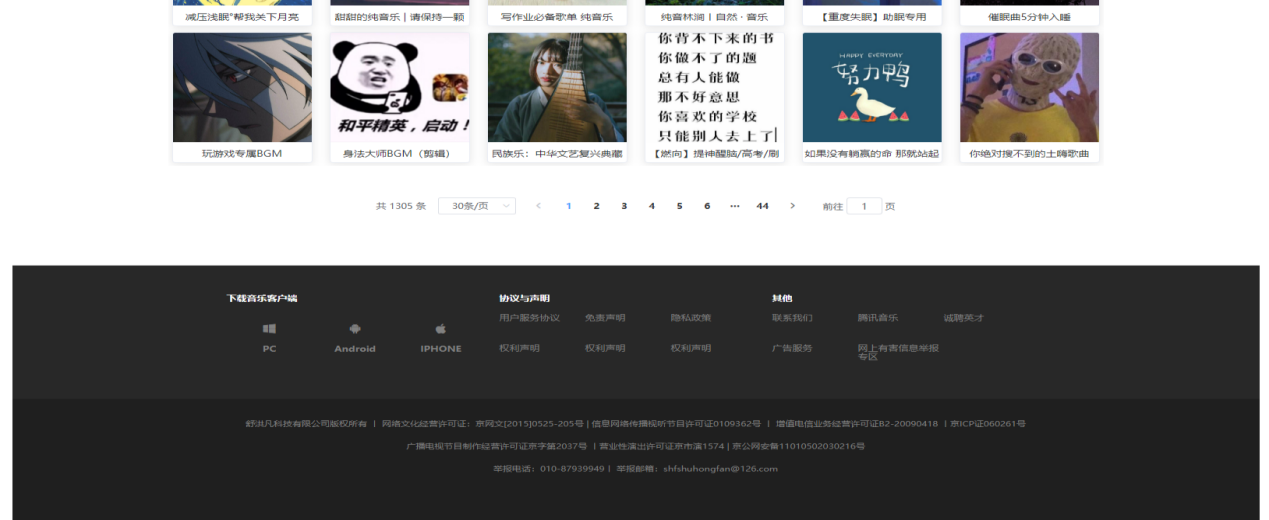 减压浅眠°帮我关下月亮
甜甜的纯音乐 | 请保持一颗
写作业必备歌单 纯音乐
纯音林涧丨自然 · 音乐
【重度失眠】助眠专用
催眠曲5分钟入睡
和平精英，启动！
你背不下来的书
你做不了的题
总有人能做
那不好意思
你喜欢的学校
只能别人去上了
HAPPY EVERYDAY
努力鸭
玩游戏专属BGM
身法大师BGM（剪辑）
民族乐：中华文艺复兴典藏
【燃向】提神醒脑/高考/刷
如果没有躺赢的命 那就站起
你绝对搜不到的土嗨歌曲
共 1305 条 30条/页 < 1 2 3 4 5 6 ··· 44 > 前往 1 页
下载音乐客户端
PC Android IPHONE
协议与声明
用户服务协议 免责声明 隐私政策
权利声明 权利声明 权利声明
其他
联系我们 腾讯音乐 诚聘英才
广告服务 网上有害信息举报
专区
舒洪凡科技有限公司版权所有 | 网络文化经营许可证：京网文[2015]0525-205号 | 信息网络传播视听节目许可证0109362号 | 增值电信业务经营许可证B2-20090418 | 京ICP证060261号
广播电视节目制作经营许可证京字第2037号 | 营业性演出许可证京市演1574 | 京公网安备11010502030216号
举报电话：010-87939949 | 举报邮箱：shfshuhongfan@126.com